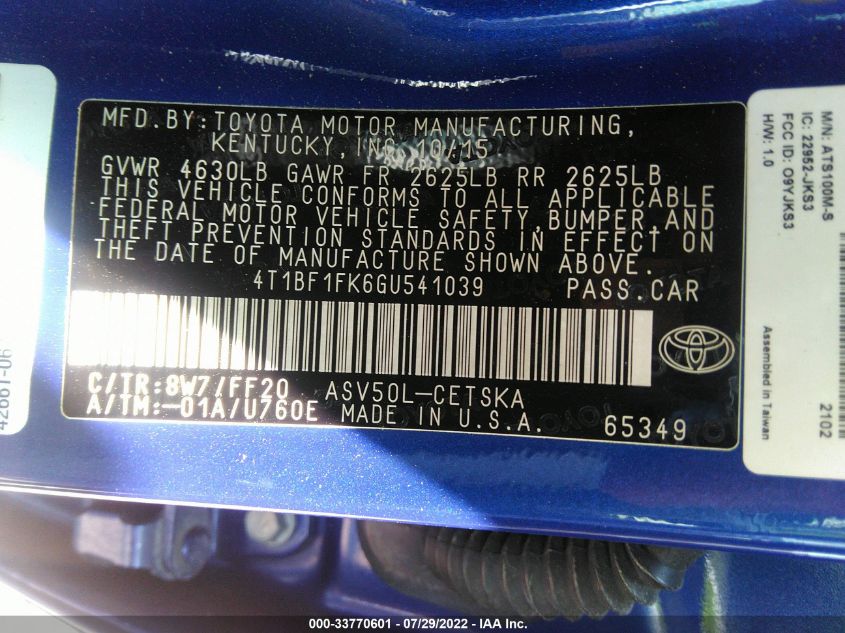 MFD.BY:TOYOTA MOTOR MANUFACTURING,
KENTUCKY, INC. 10/15
GVWR 4630LB GAWR FR 2625LB RR 2625LB
THIS VEHICLE CONFORMS TO ALL APPLICABLE
FEDERAL MOTOR VEHICLE SAFETY,BUMPER,AND
THEFT PREVENTION STANDARDS IN EFFECT ON
THE DATE OF MANUFACTURE SHOWN ABOVE.
4T1BF1FK6GU541039 PASS.CAR
C/TR:8W7/FF20 ASV50L-CETSKA
A/TM:-01A/U760E MADE IN U.S.A. 65349
M/N: ATS100M-S
IC: 22952-JKS3
FCC ID: O9YJKS3
H/W: 1.0
Assembled in Taiwan
2102
000-33770601 - 07/29/2022 - IAA Inc.